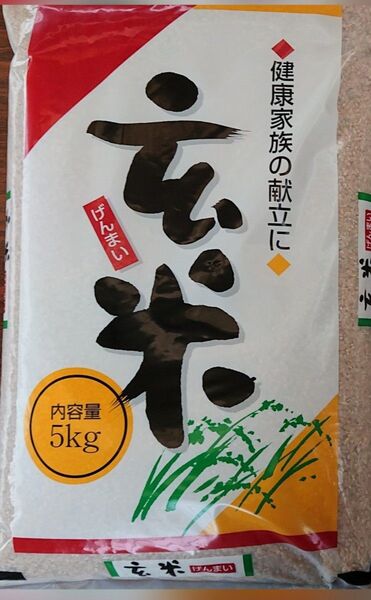 ◆健康家族の献立に◆
玄米
げんまい
内容量
5kg
玄米 げんまい